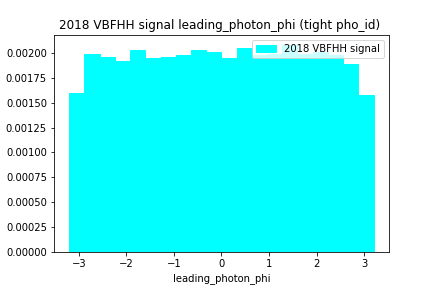 2018 VBFHH signal leading_photon_phi (tight pho_id)
2018 VBFHH signal
0.00200
0.00175
0.00150
0.00125
0.00100
0.00075
0.00050
0.00025
0.00000
−3 −2 −1 0 1 2 3
leading_photon_phi